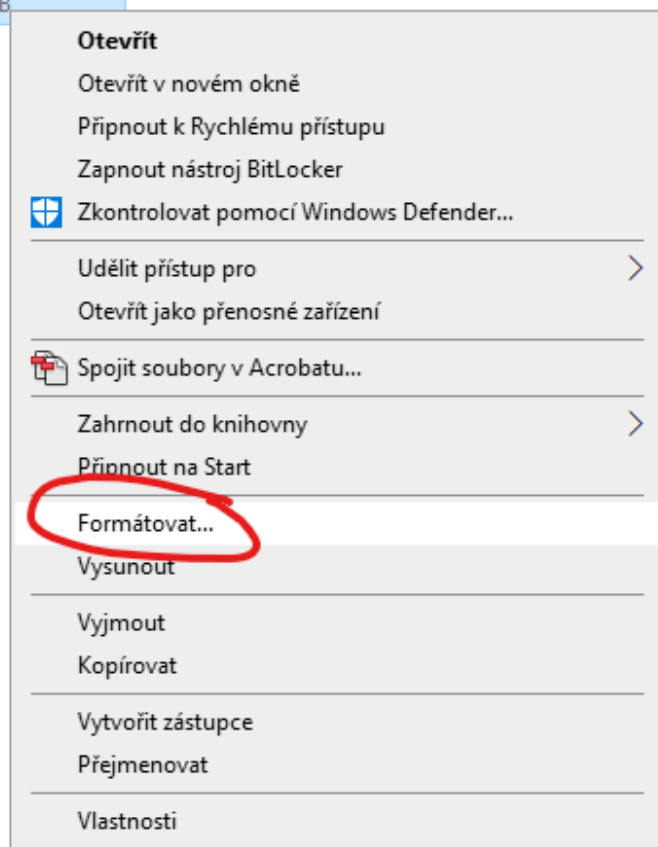 B
Otevřít
Otevřít v novém okně
Připnout k Rychlému přístupu
Zapnout nástroj BitLocker
Zkontrolovat pomocí Windows Defender...
Udělit přístup pro
Otevřít jako přenosné zařízení
Spojit soubory v Acrobatu...
Zahrnout do knihovny
Připnout na Start
Formátovat...
Vysunout
Vyjmout
Kopírovat
Vytvořit zástupce
Přejmenovat
Vlastnosti